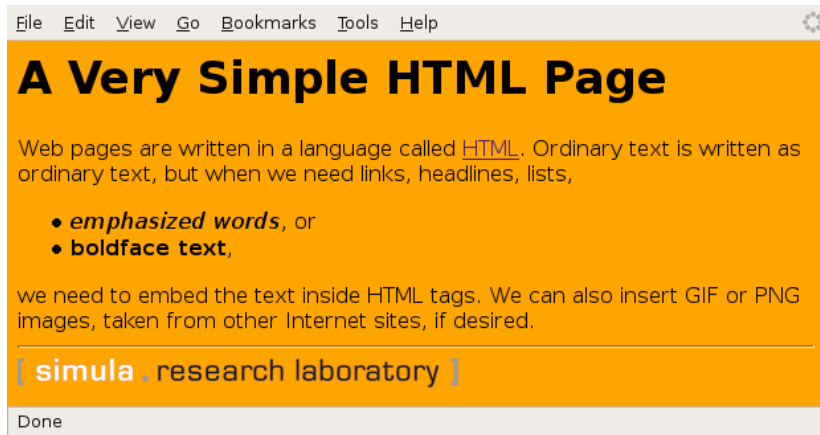 File Edit View Go Bookmarks Tools Help
A Very Simple HTML Page
Web pages are written in a language called HTML. Ordinary text is written as
ordinary text, but when we need links, headlines, lists,
• emphasized words, or
• boldface text,
we need to embed the text inside HTML tags. We can also insert GIF or PNG
images, taken from other Internet sites, if desired.
[ simula . research laboratory ]
Done